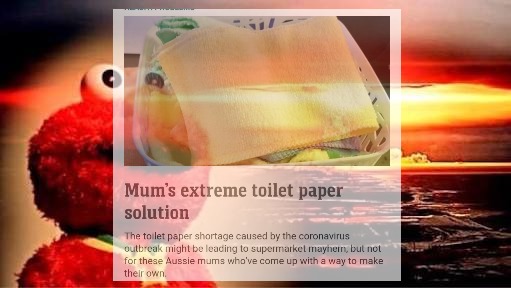 Mum's extreme toilet paper
solution
The toilet paper shortage caused by the coronavirus
outbreak might be leading to supermarket mayhem, but not
for these Aussie mums who've come up with a way to make
their own.